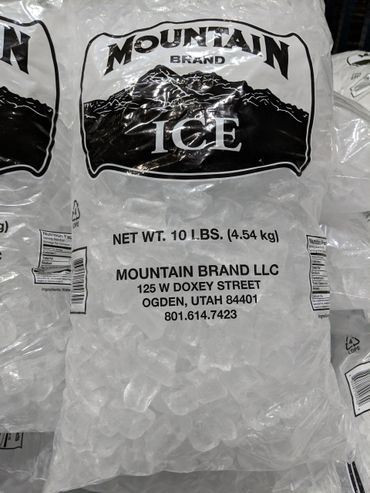 MOUNTAIN
BRAND
ICE
NET WT. 10 LBS. (4.54 kg)
MOUNTAIN BRAND LLC
125 W DOXEY STREET
OGDEN, UTAH 84401
801.614.7423